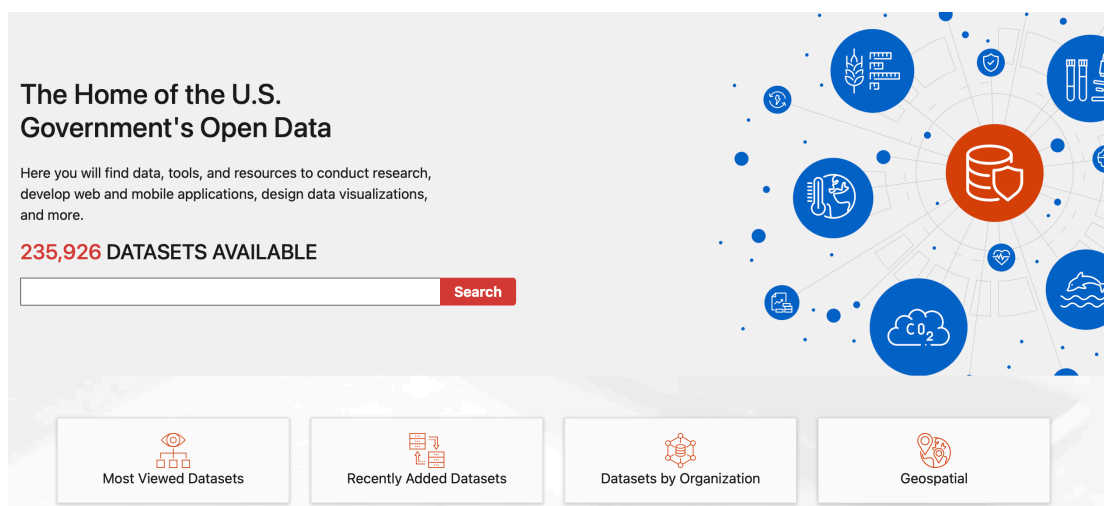 The Home of the U.S.
Government's Open Data
Here you will find data, tools, and resources to conduct research,
develop web and mobile applications, design data visualizations,
and more.
235,926 DATASETS AVAILABLE
Search
CO2
Most Viewed Datasets
Recently Added Datasets
Datasets by Organization
Geospatial